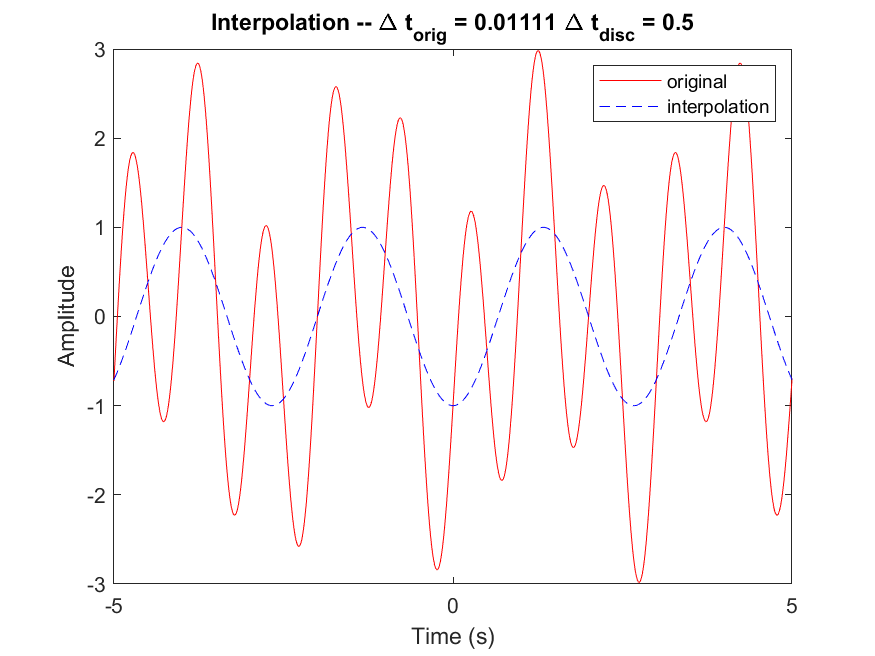 Interpolation -- Δ t_orig = 0.01111 Δ t_disc = 0.5
3
original
interpolation
2
1
0
-1
-2
-3
Amplitude
-5
0
5
Time (s)